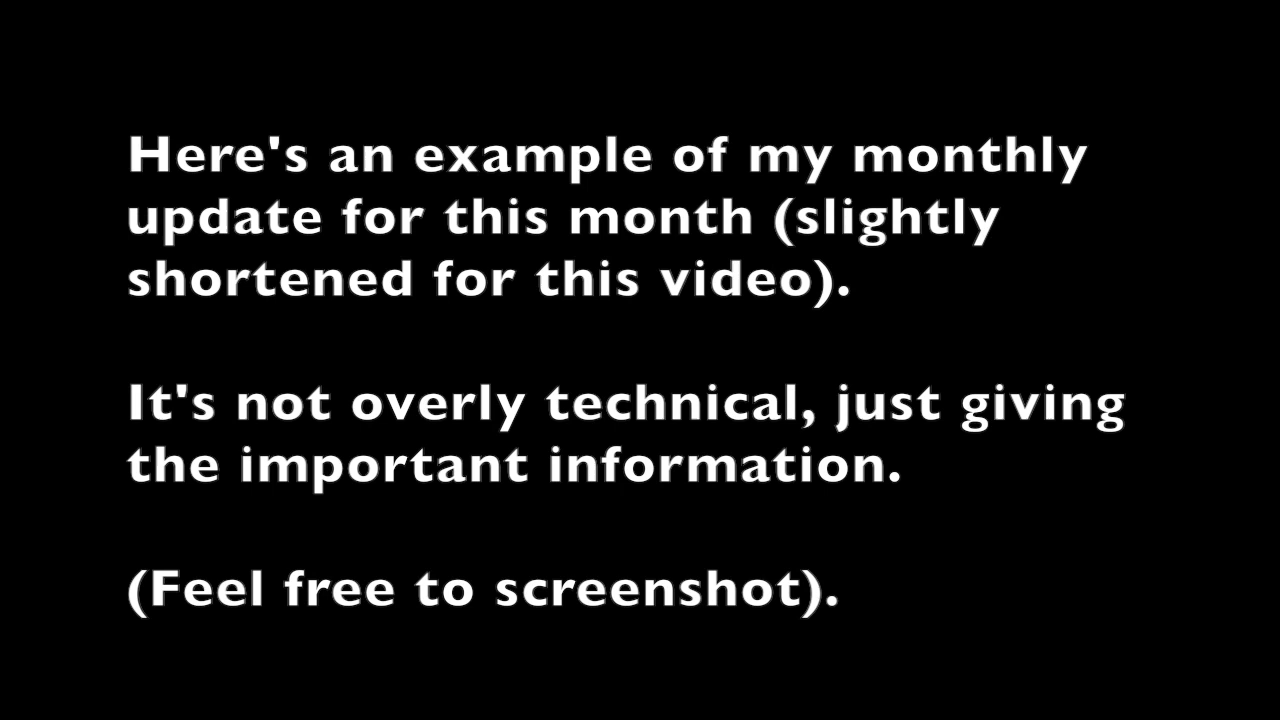 Here's an example of my monthly
update for this month (slightly
shortened for this video).
It's not overly technical, just giving
the important information.
(Feel free to screenshot).